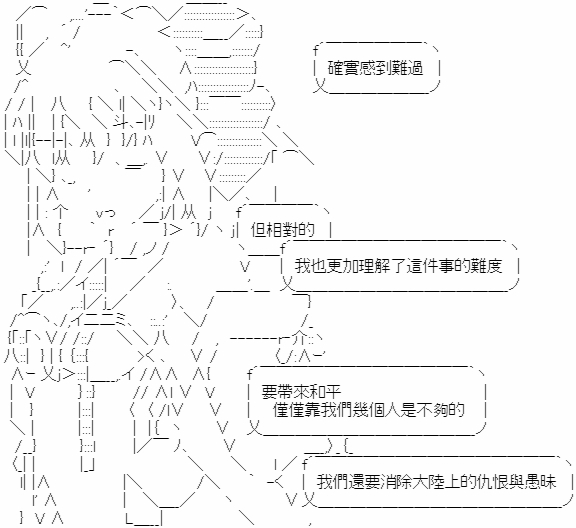 確實感到難過
但相對的
我也更加理解了這件事的難度
要帶來和平
僅僅靠我們幾個人是不夠的
我們還要消除大陸上的仇恨與愚昧